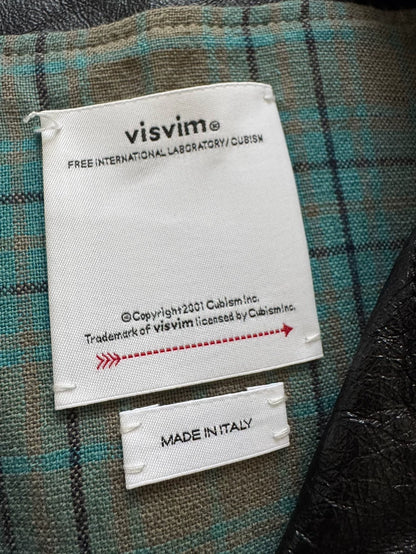 visvim®
FREE INTERNATIONAL LABORATORY/CUBISM
©Copyright2001 Cubism Inc.
Trademark of visvim licensed by Cubism Inc.
MADE IN ITALY